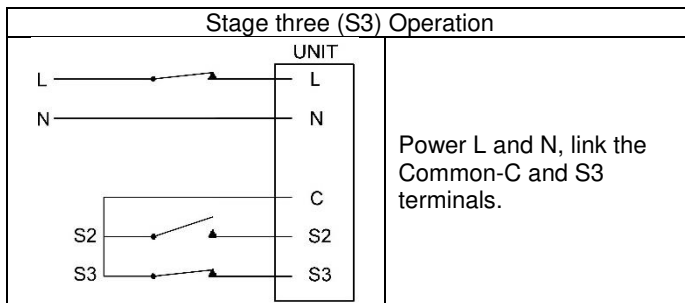 Stage three (S3) Operation
UNIT
L L
N N
C
S2 S2
S3 S3
Power L and N, link the
Common-C and S3
terminals.